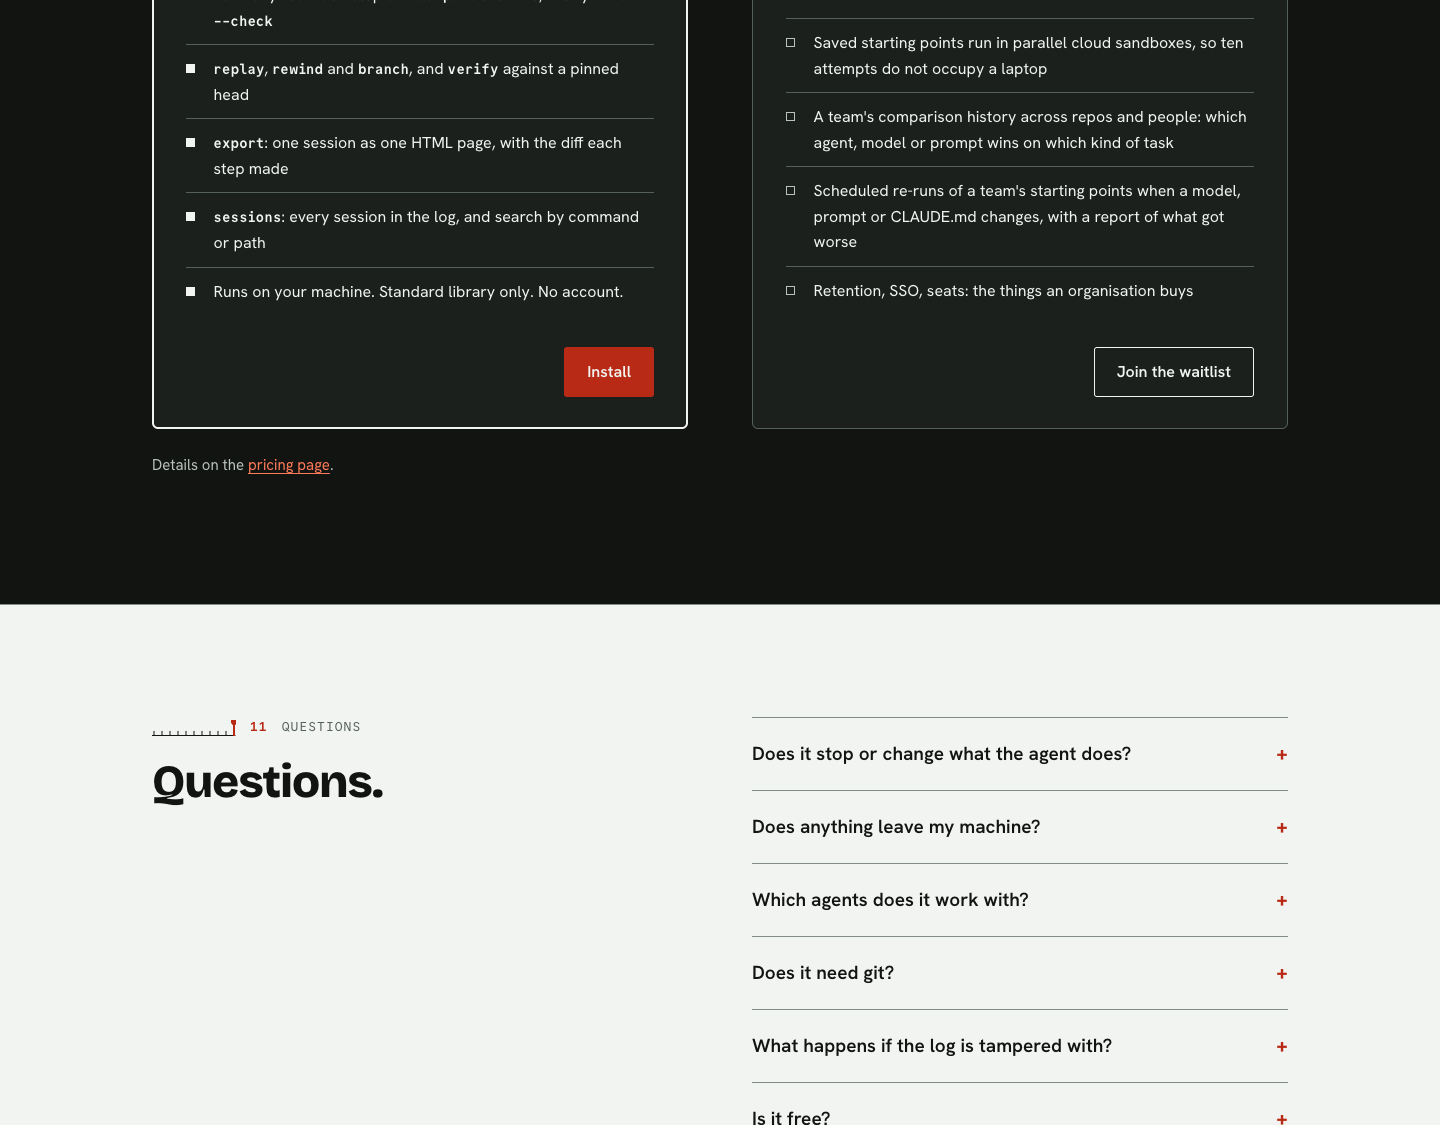 --check
replay, rewind and branch, and verify against a pinned
head
export: one session as one HTML page, with the diff each
step made
sessions: every session in the log, and search by command
or path
Runs on your machine. Standard library only. No account.
Install
Saved starting points run in parallel cloud sandboxes, so ten
attempts do not occupy a laptop
A team's comparison history across repos and people: which
agent, model or prompt wins on which kind of task
Scheduled re-runs of a team's starting points when a model,
prompt or CLAUDE.md changes, with a report of what got
worse
Retention, SSO, seats: the things an organisation buys
Join the waitlist
Details on the pricing page.
11 QUESTIONS
Questions.
Does it stop or change what the agent does? +
Does anything leave my machine? +
Which agents does it work with? +
Does it need git? +
What happens if the log is tampered with? +
Is it free? +